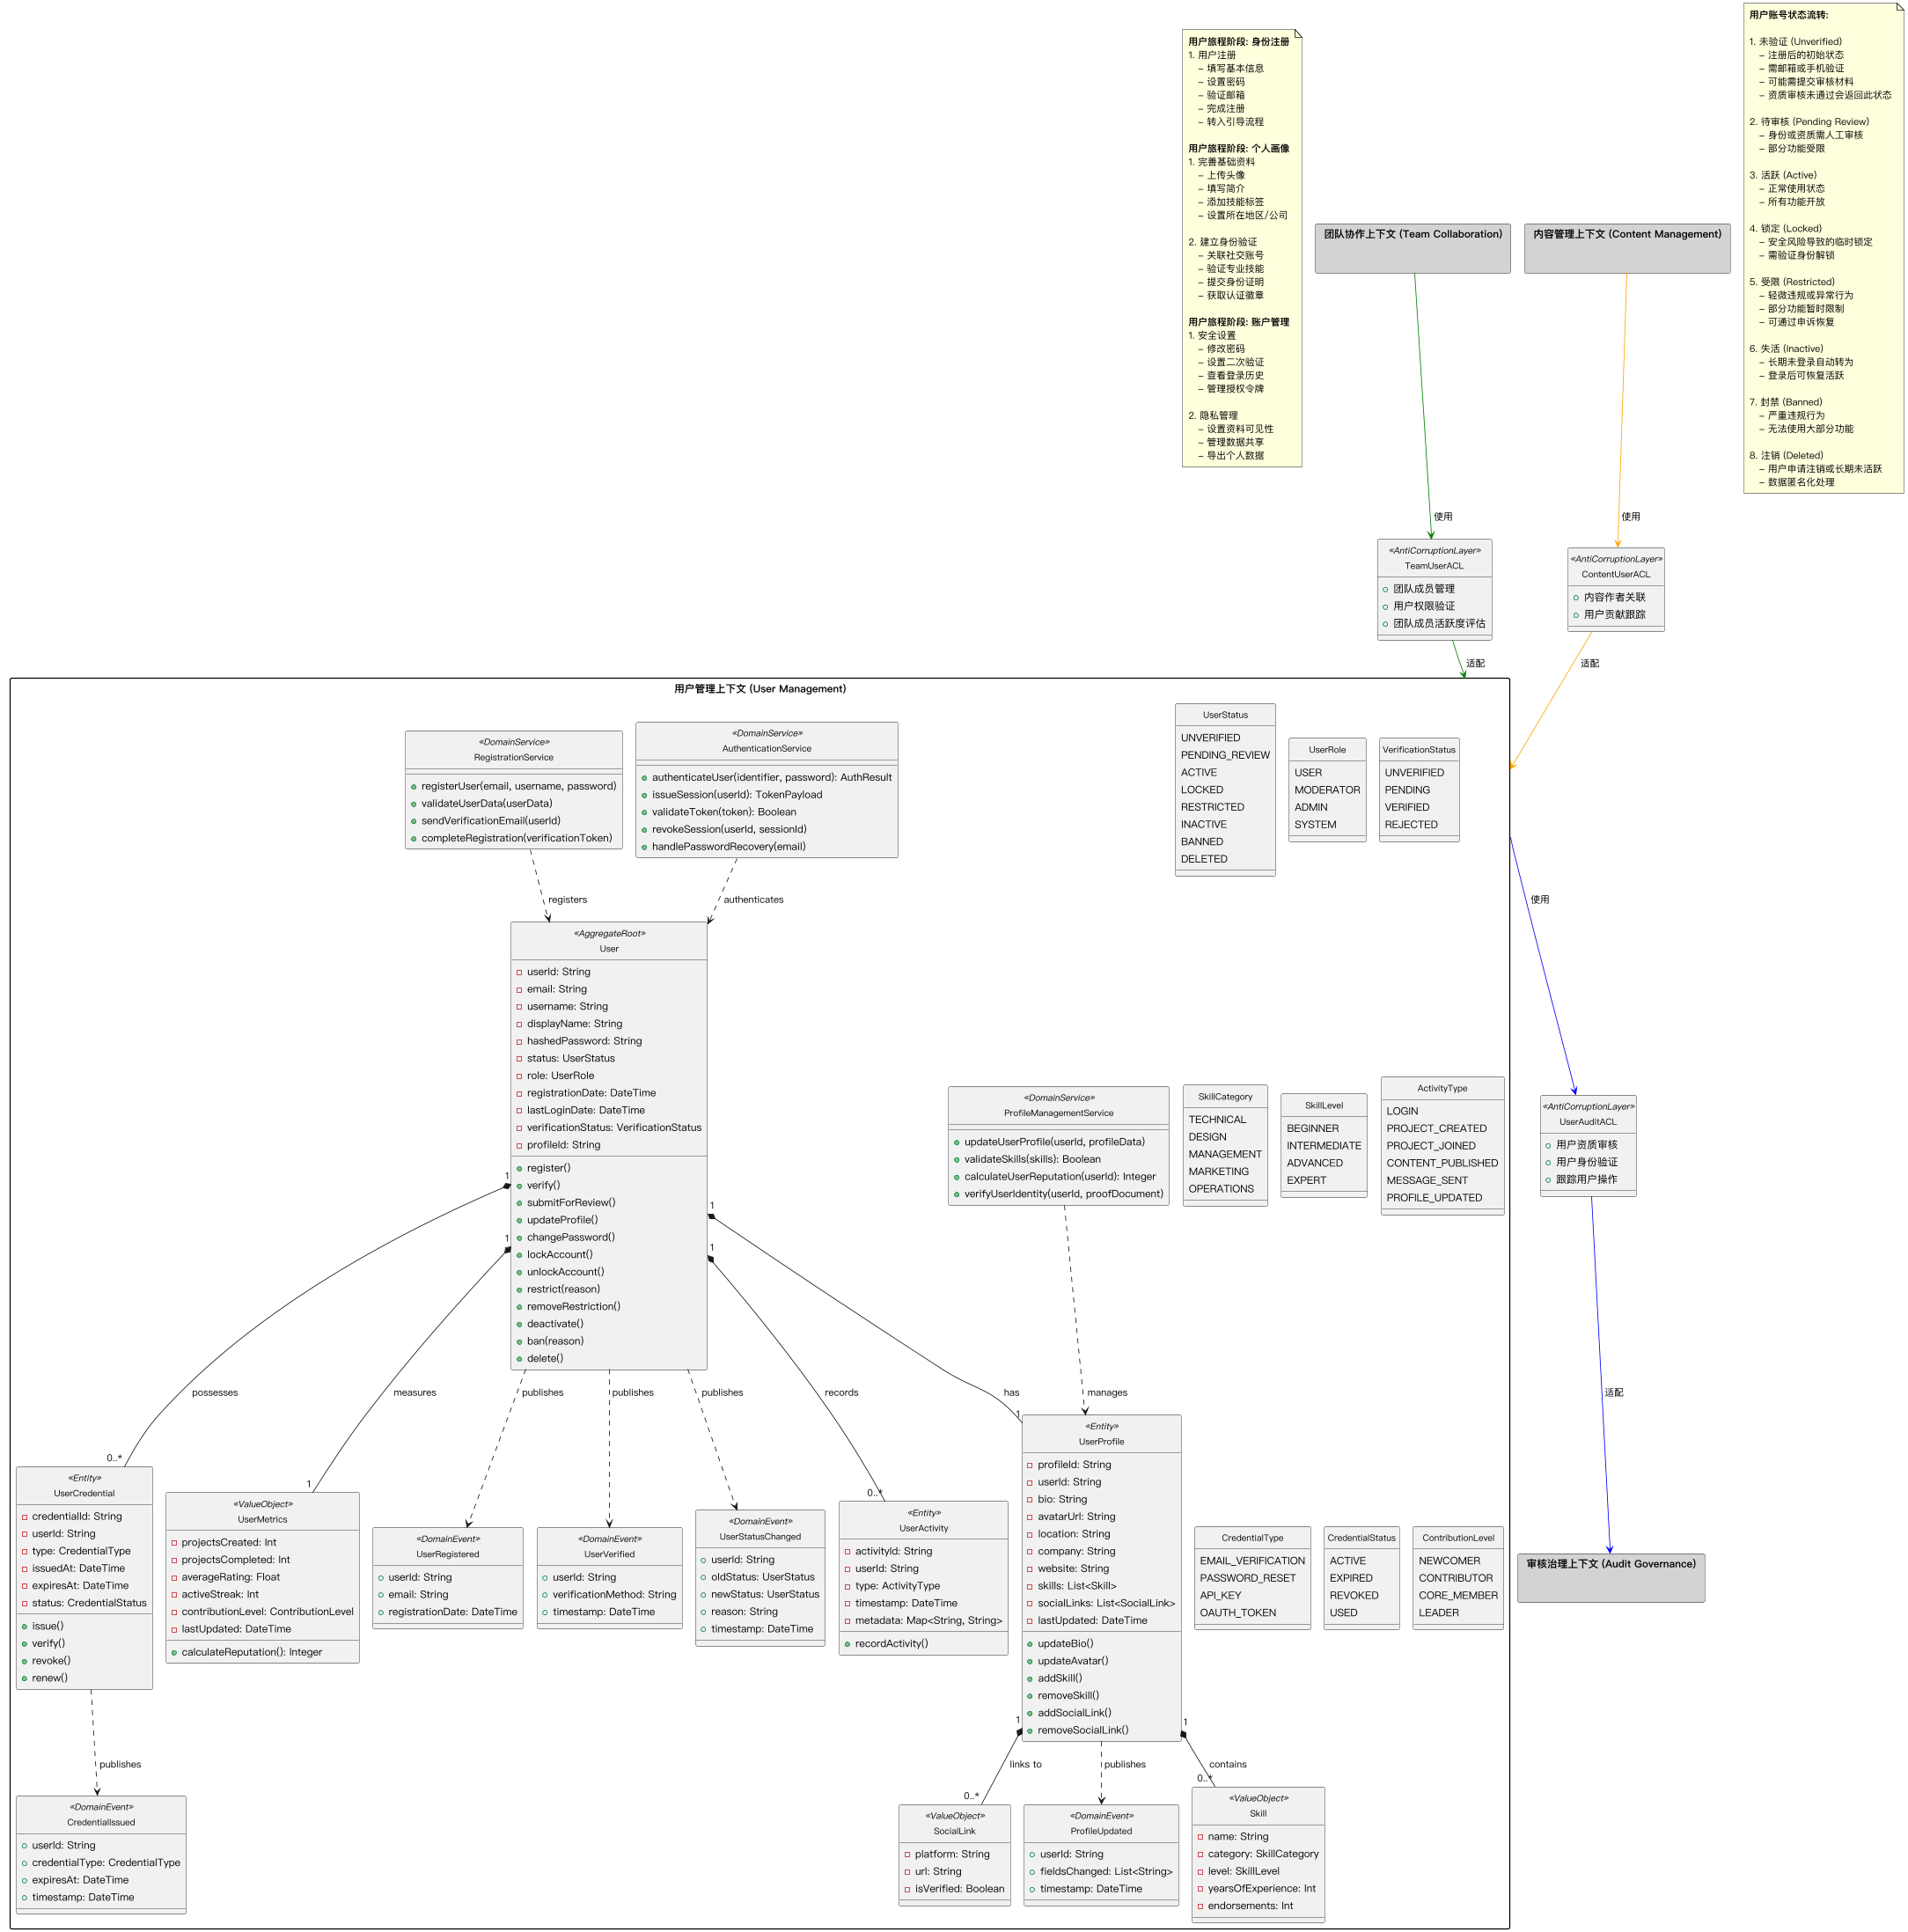 用户旅程阶段: 身份注册
1. 用户注册
– 填写基本信息
– 设置密码
– 验证邮箱
– 完成注册
– 转入引导流程
用户旅程阶段: 个人画像
1. 完善基础资料
– 上传头像
– 填写简介
– 添加技能标签
– 设置所在地区/公司
2. 建立身份验证
– 关联社交账号
– 验证专业技能
– 提交身份证明
– 获取认证徽章
用户旅程阶段: 账户管理
1. 安全设置
– 修改密码
– 设置二次验证
– 查看登录历史
– 管理授权令牌
2. 隐私管理
– 设置资料可见性
– 管理数据共享
– 导出个人数据
团队协作上下文 (Team Collaboration)
内容管理上下文 (Content Management)
用户账号状态流转:
1. 未验证 (Unverified)
– 注册后的初始状态
– 需邮箱或手机验证
– 可能需提交审核材料
– 资质审核未通过会返回此状态
2. 待审核 (Pending Review)
– 身份或资质需人工审核
– 部分功能受限
3. 活跃 (Active)
– 正常使用状态
– 所有功能开放
4. 锁定 (Locked)
– 安全风险导致的临时锁定
– 需验证身份解锁
5. 受限 (Restricted)
– 轻微违规或异常行为
– 部分功能暂时限制
– 可通过申诉恢复
6. 失活 (Inactive)
– 长期未登录自动转为
– 登录后可恢复活跃
7. 封禁 (Banned)
– 严重违规行为
– 无法使用大部分功能
8. 注销 (Deleted)
– 用户申请注销或长期未活跃
– 数据匿名化处理
使用
使用
«AntiCorruptionLayer»
TeamUserACL
团队成员管理
用户权限验证
团队成员活跃度评估
«AntiCorruptionLayer»
ContentUserACL
内容作者关联
用户贡献跟踪
适配
适配
用户管理上下文 (User Management)
«DomainService»
RegistrationService
registerUser(email, username, password)
validateUserData(userData)
sendVerificationEmail(userId)
completeRegistration(verificationToken)
«DomainService»
AuthenticationService
authenticateUser(identifier, password): AuthResult
issueSession(userId): TokenPayload
validateToken(token): Boolean
revokeSession(userId, sessionId)
handlePasswordRecovery(email)
UserStatus
UNVERIFIED
PENDING_REVIEW
ACTIVE
LOCKED
RESTRICTED
INACTIVE
BANNED
DELETED
UserRole
USER
MODERATOR
ADMIN
SYSTEM
VerificationStatus
UNVERIFIED
PENDING
VERIFIED
REJECTED
registers
authenticates
使用
«AggregateRoot»
User
userId: String
email: String
username: String
displayName: String
hashedPassword: String
status: UserStatus
role: UserRole
registrationDate: DateTime
lastLoginDate: DateTime
verificationStatus: VerificationStatus
profileId: String
register()
verify()
submitForReview()
updateProfile()
changePassword()
lockAccount()
unlockAccount()
restrict(reason)
removeRestriction()
deactivate()
ban(reason)
delete()
«DomainService»
ProfileManagementService
updateUserProfile(userId, profileData)
validateSkills(skills): Boolean
calculateUserReputation(userId): Integer
verifyUserIdentity(userId, proofDocument)
SkillCategory
TECHNICAL
DESIGN
MANAGEMENT
MARKETING
OPERATIONS
SkillLevel
BEGINNER
INTERMEDIATE
ADVANCED
EXPERT
ActivityType
LOGIN
PROJECT_CREATED
PROJECT_JOINED
CONTENT_PUBLISHED
MESSAGE_SENT
PROFILE_UPDATED
«AntiCorruptionLayer»
UserAuditACL
用户资质审核
用户身份验证
跟踪用户操作
1
1
1
1
possesses
measures
publishes
publishes
publishes
records
has
manages
适配
0..*
1
0..*
1
«Entity»
UserCredential
credentialId: String
userId: String
type: CredentialType
issuedAt: DateTime
expiresAt: DateTime
status: CredentialStatus
issue()
verify()
revoke()
renew()
«ValueObject»
UserMetrics
projectsCreated: Int
projectsCompleted: Int
averageRating: Float
activeStreak: Int
contributionLevel: ContributionLevel
lastUpdated: DateTime
calculateReputation(): Integer
«DomainEvent»
UserRegistered
userId: String
email: String
registrationDate: DateTime
«DomainEvent»
UserVerified
userId: String
verificationMethod: String
timestamp: DateTime
«DomainEvent»
UserStatusChanged
userId: String
oldStatus: UserStatus
newStatus: UserStatus
reason: String
timestamp: DateTime
«Entity»
UserActivity
activityId: String
userId: String
type: ActivityType
timestamp: DateTime
metadata: Map<String, String>
recordActivity()
«Entity»
UserProfile
profileId: String
userId: String
bio: String
avatarUrl: String
location: String
company: String
website: String
skills: List<Skill>
socialLinks: List<SocialLink>
lastUpdated: DateTime
updateBio()
updateAvatar()
addSkill()
removeSkill()
addSocialLink()
removeSocialLink()
CredentialType
EMAIL_VERIFICATION
PASSWORD_RESET
API_KEY
OAUTH_TOKEN
CredentialStatus
ACTIVE
EXPIRED
REVOKED
USED
ContributionLevel
NEWCOMER
CONTRIBUTOR
CORE_MEMBER
LEADER
审核治理上下文 (Audit Governance)
1
1
publishes
links to
publishes
contains
0..*
0..*
«DomainEvent»
CredentialIssued
userId: String
credentialType: CredentialType
expiresAt: DateTime
timestamp: DateTime
«ValueObject»
SocialLink
platform: String
url: String
isVerified: Boolean
«DomainEvent»
ProfileUpdated
userId: String
fieldsChanged: List<String>
timestamp: DateTime
«ValueObject»
Skill
name: String
category: SkillCategory
level: SkillLevel
yearsOfExperience: Int
endorsements: Int